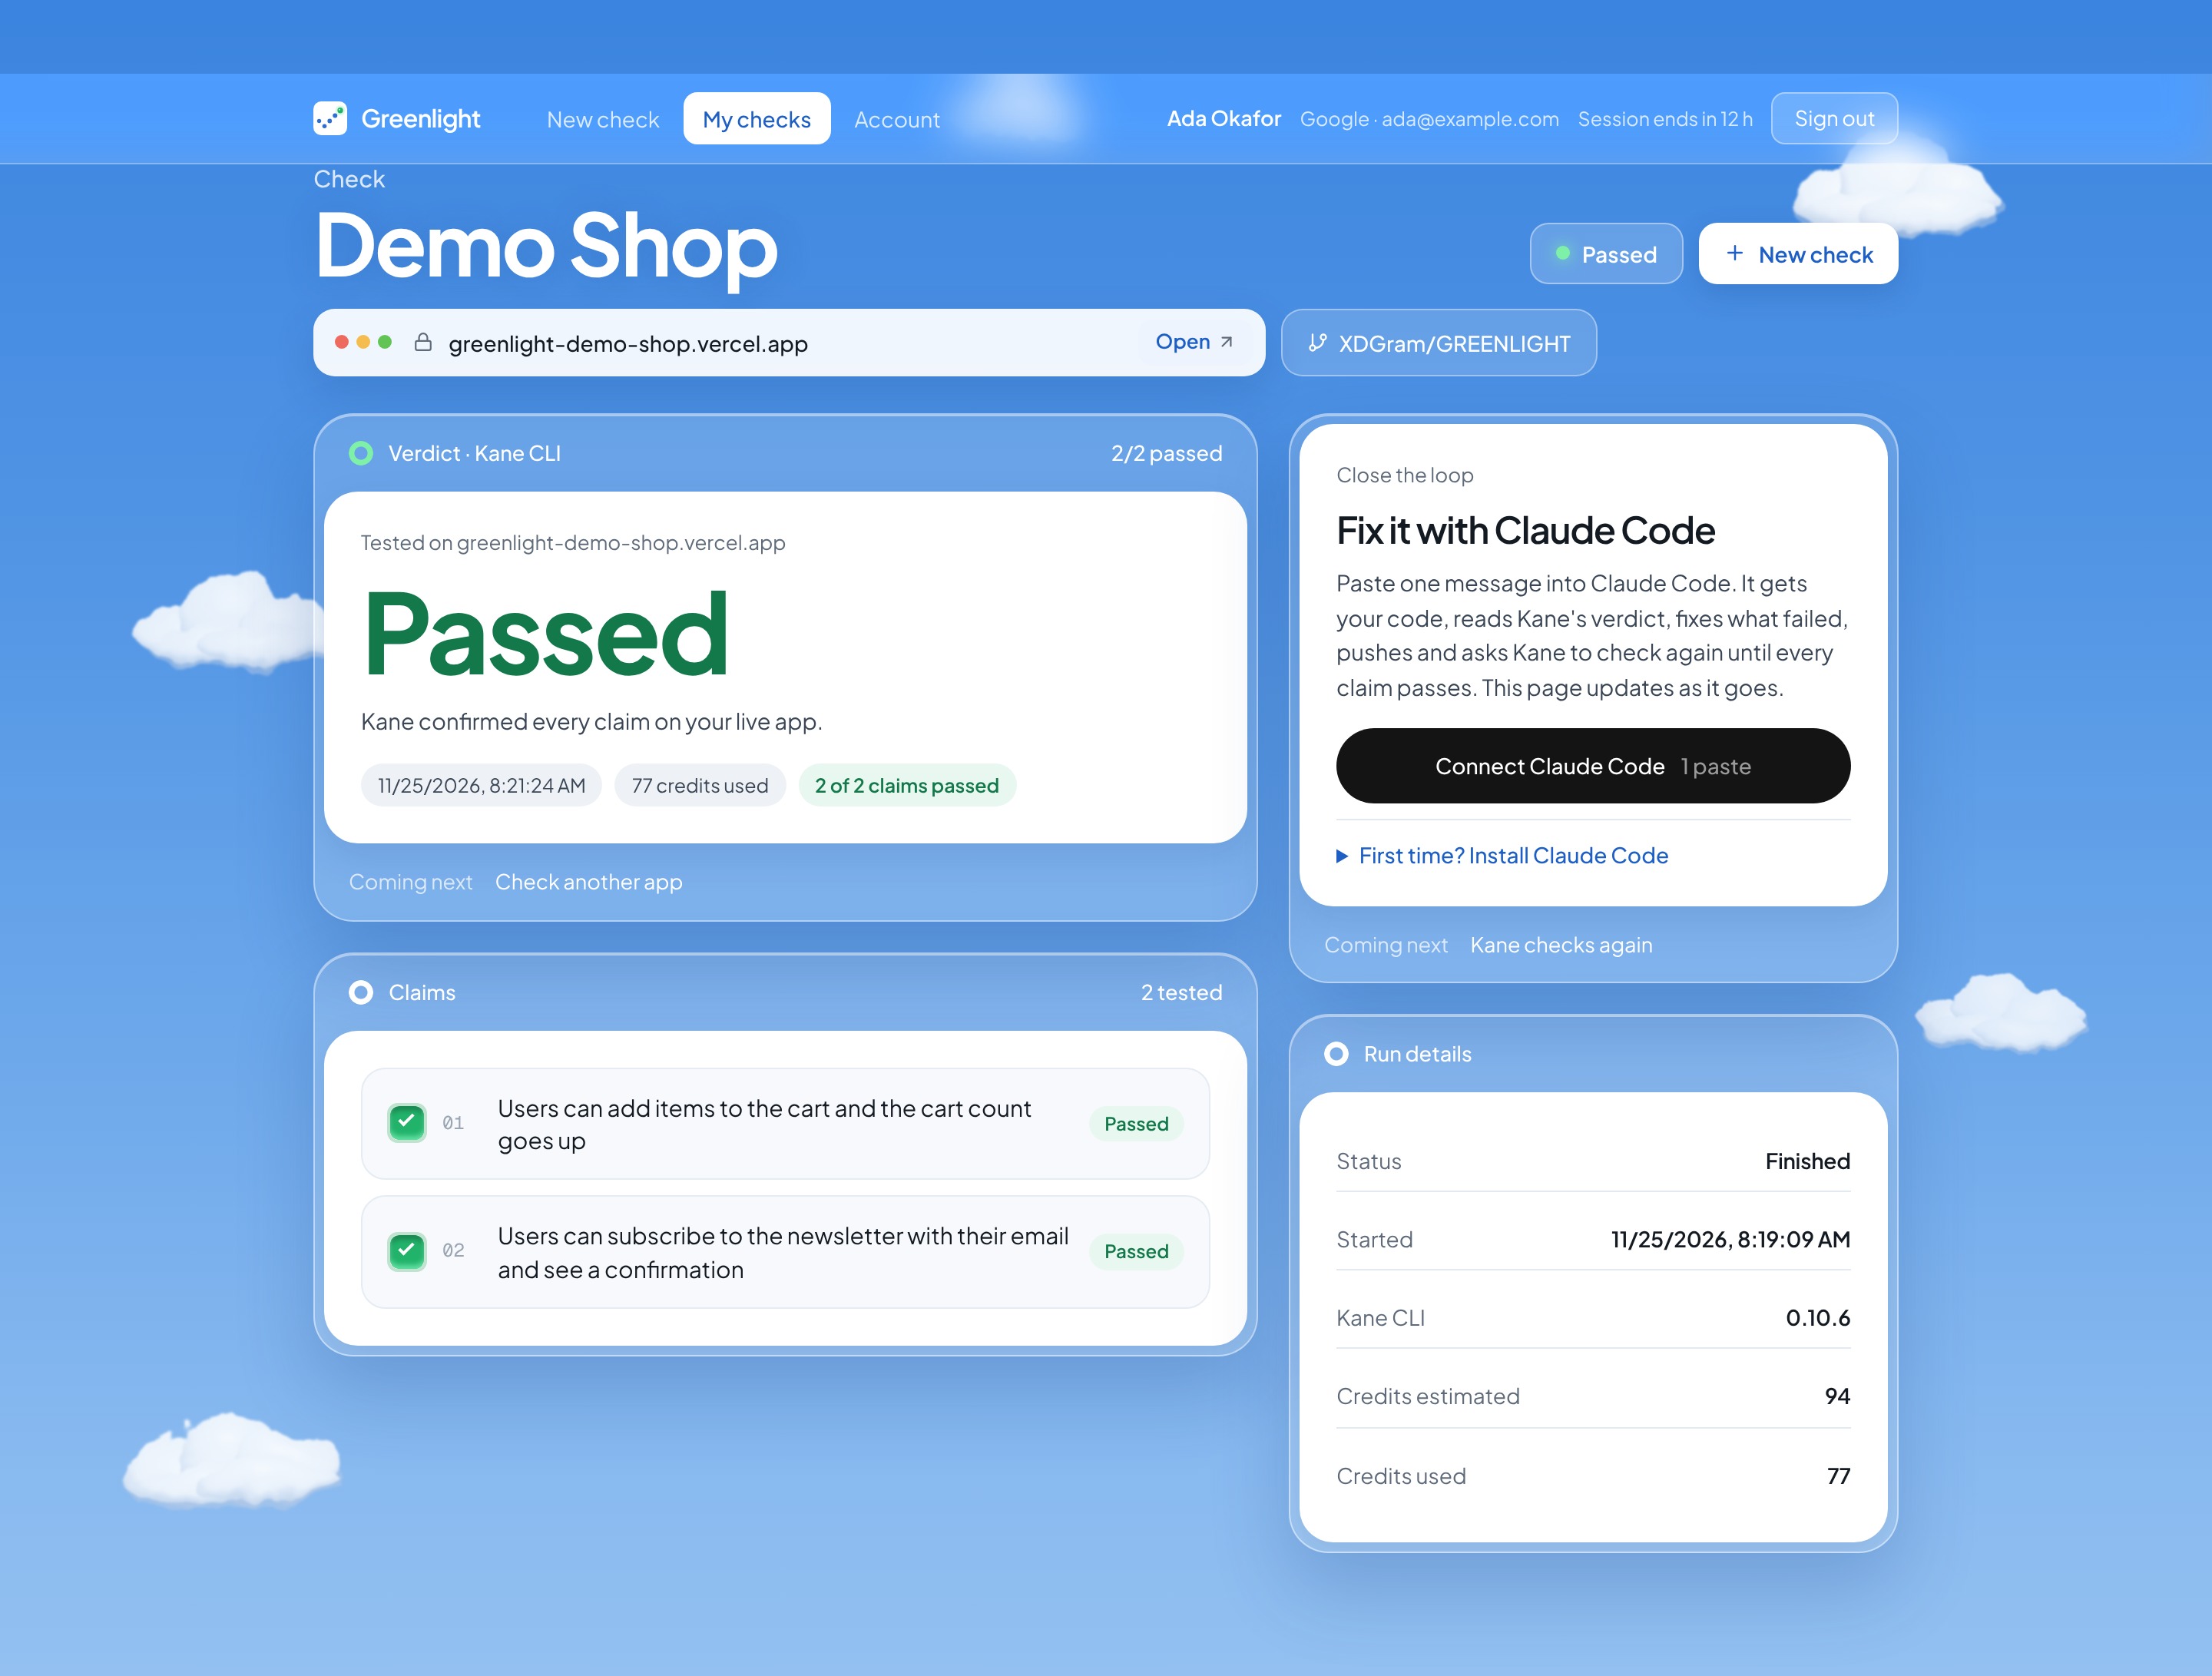 Greenlight
New check
My checks
Account
Ada Okafor
Google · ada@example.com
Session ends in 12 h
Sign out
Check
Demo Shop
Passed
New check
greenlight-demo-shop.vercel.app
Open
XDGram/GREENLIGHT
Verdict · Kane CLI
2/2 passed
Tested on greenlight-demo-shop.vercel.app
Passed
Kane confirmed every claim on your live app.
11/25/2026, 8:21:24 AM
77 credits used
2 of 2 claims passed
Coming next
Check another app
Close the loop
Fix it with Claude Code
Paste one message into Claude Code. It gets
your code, reads Kane's verdict, fixes what failed,
pushes and asks Kane to check again until every
claim passes. This page updates as it goes.
Connect Claude Code
1 paste
First time? Install Claude Code
Coming next
Kane checks again
Claims
2 tested
01
Users can add items to the cart and the cart count
goes up
Passed
02
Users can subscribe to the newsletter with their email
and see a confirmation
Passed
Run details
Status
Finished
Started
11/25/2026, 8:19:09 AM
Kane CLI
0.10.6
Credits estimated
94
Credits used
77